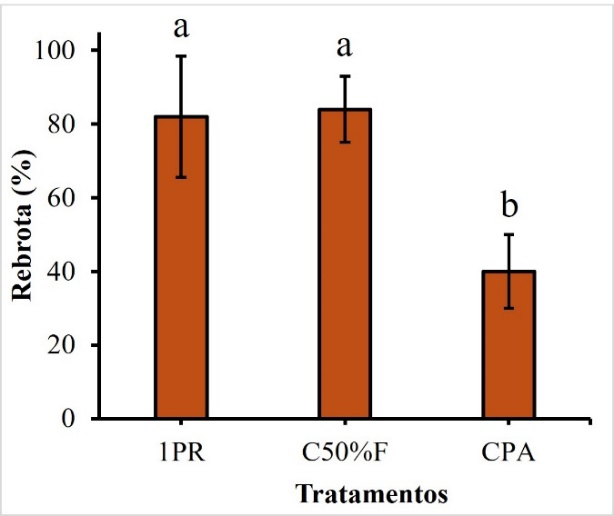 a
a
b
100
80
60
40
20
0
Rebrota (%)
1PR C50%F CPA
Tratamentos